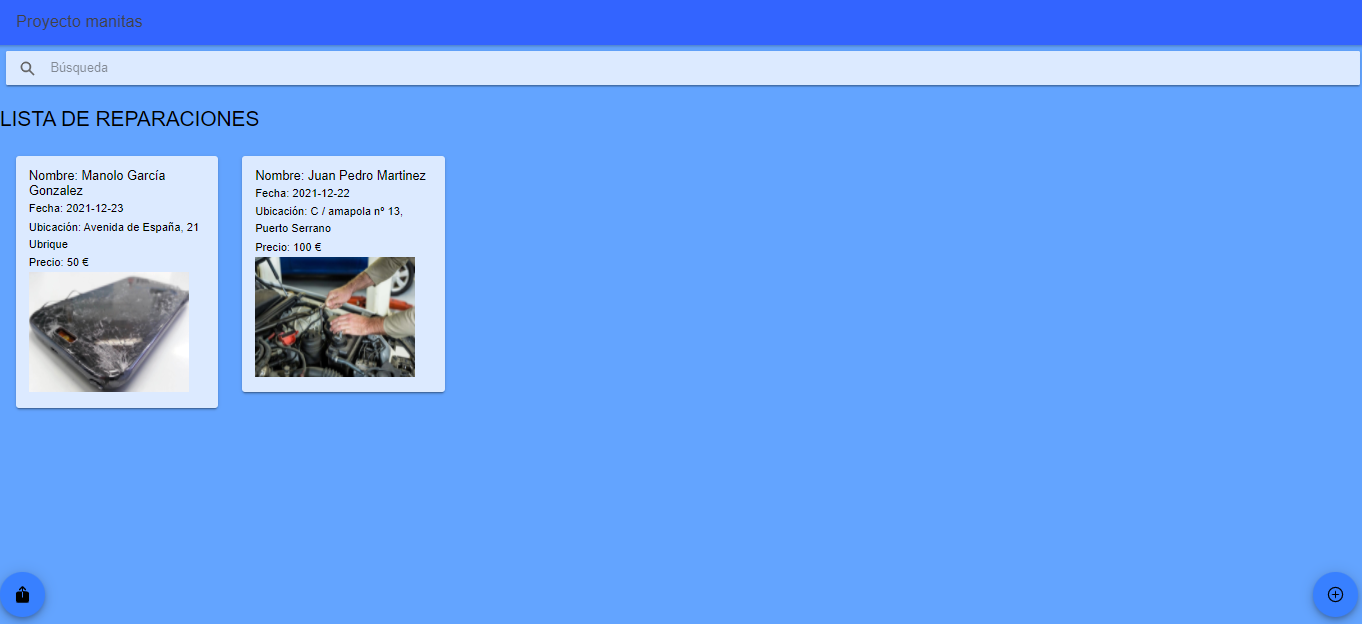 Proyecto manitas
Búsqueda
LISTA DE REPARACIONES
Nombre: Manolo García
Gonzalez
Fecha: 2021-12-23
Ubicación: Avenida de España, 21
Ubrique
Precio: 50 €
Nombre: Juan Pedro Martinez
Fecha: 2021-12-22
Ubicación: C / amapola nº 13,
Puerto Serrano
Precio: 100 €